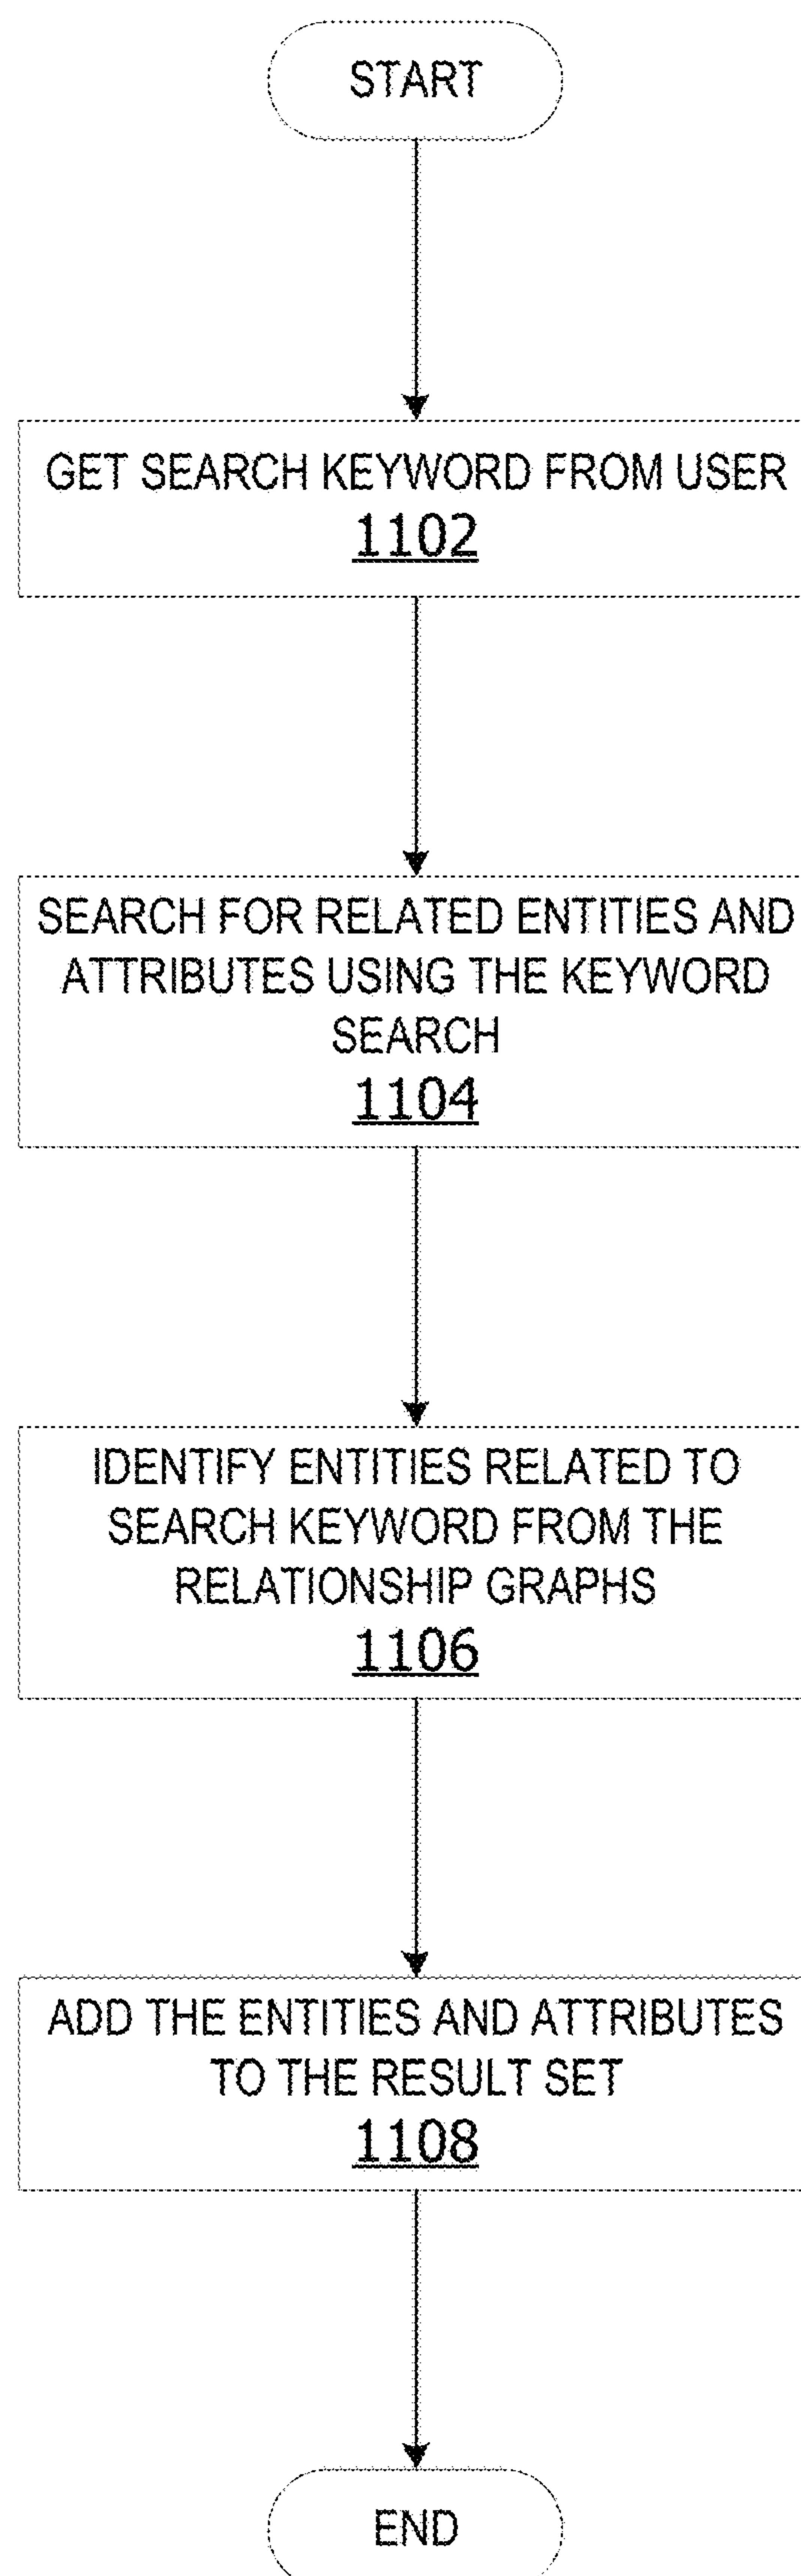 START
GET SEARCH KEYWORD FROM USER
1102
SEARCH FOR RELATED ENTITIES AND
ATTRIBUTES USING THE KEYWORD
SEARCH
1104
IDENTIFY ENTITIES RELATED TO
SEARCH KEYWORD FROM THE
RELATIONSHIP GRAPHS
1106
ADD THE ENTITIES AND ATTRIBUTES
TO THE RESULT SET
1108
END